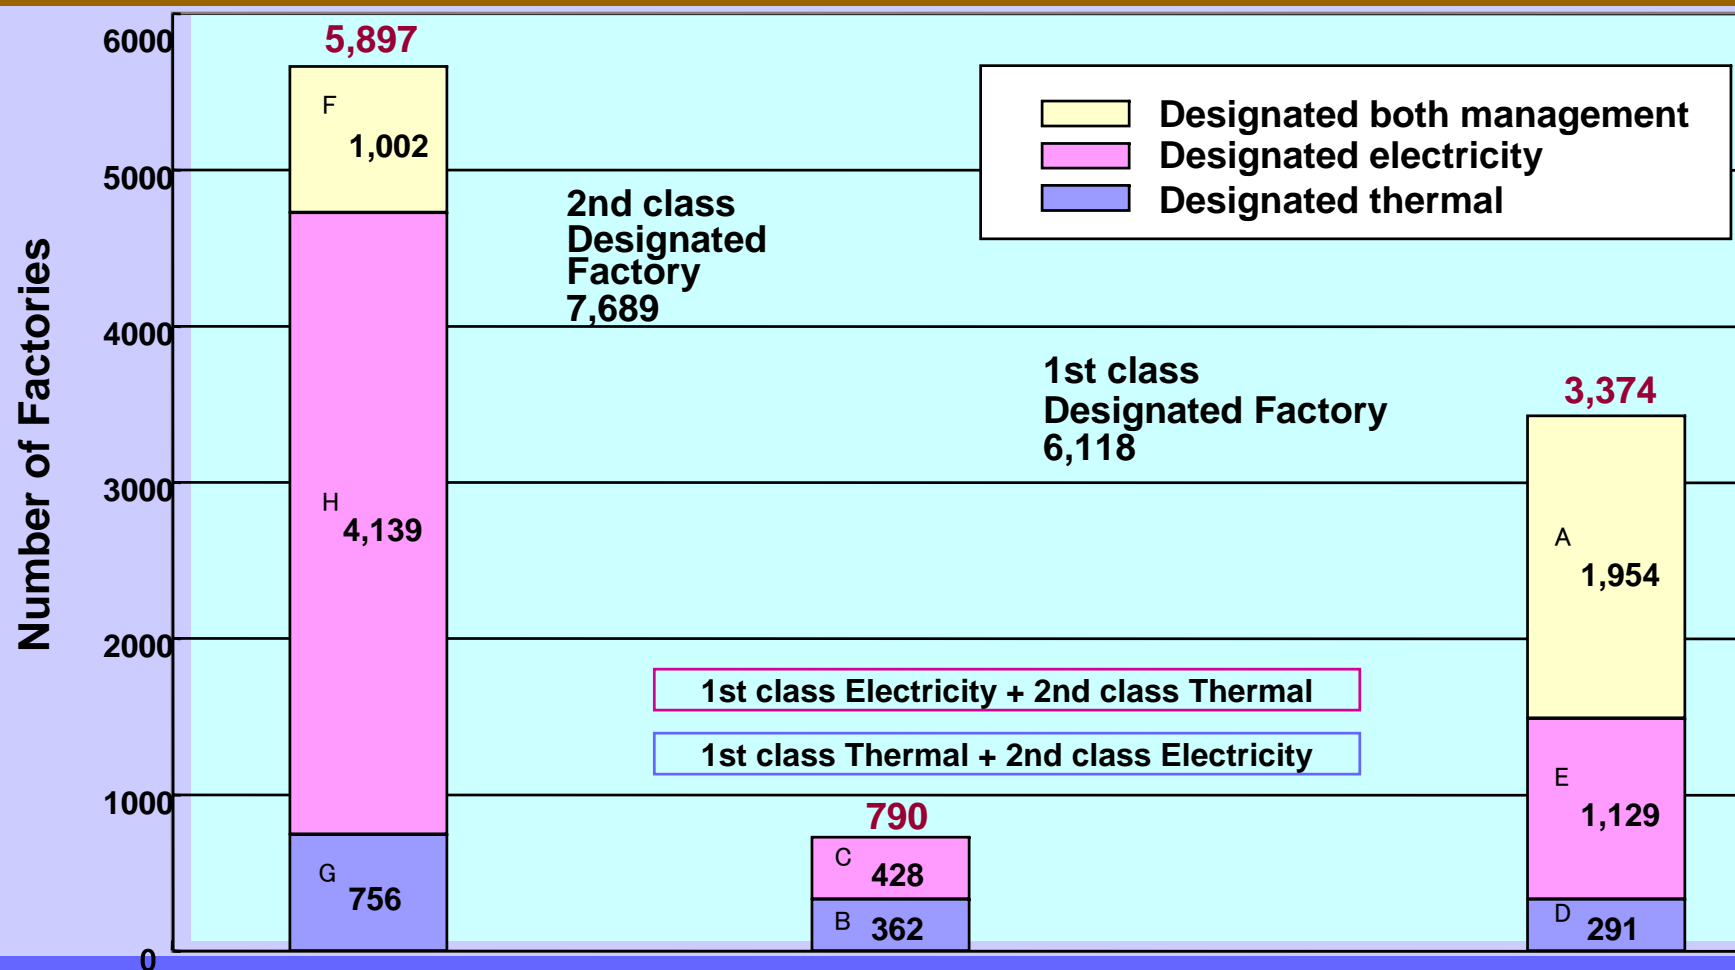 Number of Factories
6000
5000
4000
3000
2000
1000
0
5,897
F
1,002
H
4,139
G
756
2nd class
Designated
Factory
7,689
Designated both management
Designated electricity
Designated thermal
1st class
Designated Factory
6,118
1st class Electricity + 2nd class Thermal
1st class Thermal + 2nd class Electricity
790
C
428
B
362
3,374
A
1,954
E
1,129
D
291